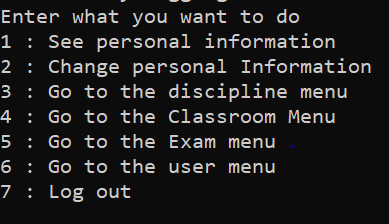 Enter what you want to do
1 : See personal information
2 : Change personal Information
3 : Go to the discipline menu
4 : Go to the Classroom Menu
5 : Go to the Exam menu
6 : Go to the user menu
7 : Log out